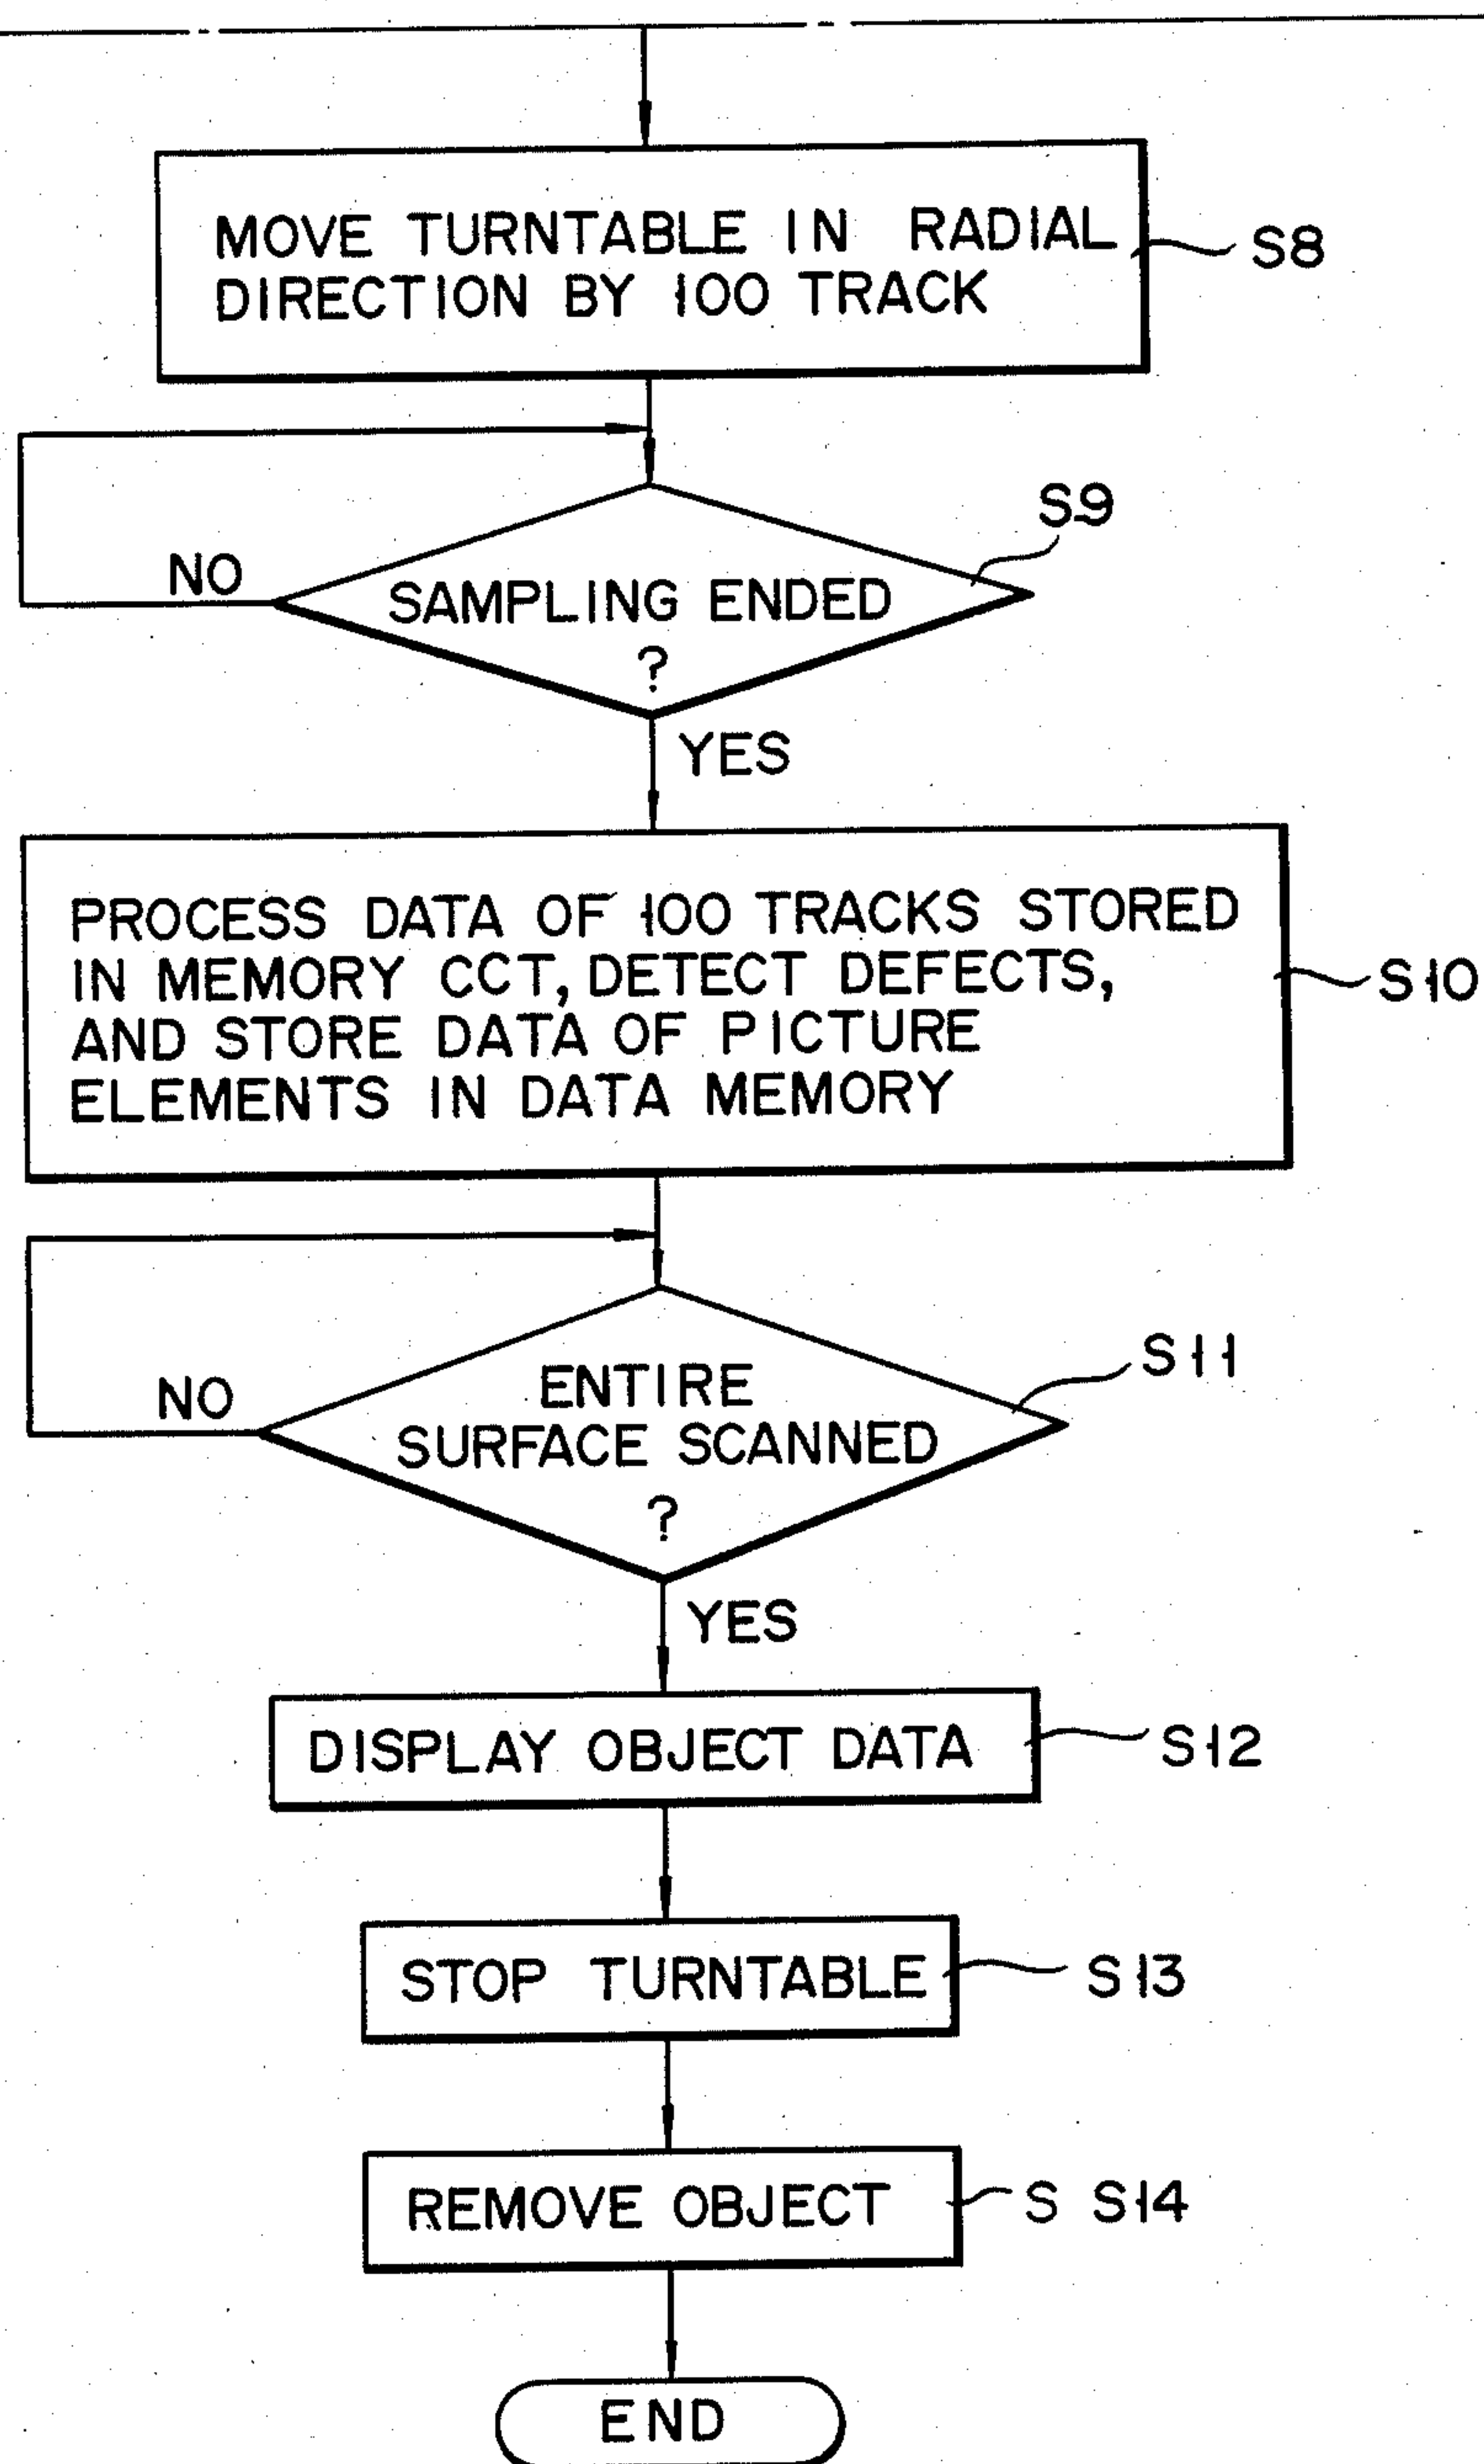 MOVE TURNTABLE IN RADIAL
DIRECTION BY 100 TRACK
S8
S9
NO
SAMPLING ENDED
?
YES
PROCESS DATA OF 100 TRACKS STORED
IN MEMORY CCT, DETECT DEFECTS,
AND STORE DATA OF PICTURE
ELEMENTS IN DATA MEMORY
S10
S11
NO
ENTIRE
SURFACE SCANNED
?
YES
DISPLAY OBJECT DATA
S12
STOP TURNTABLE
S13
REMOVE OBJECT
S S14
END